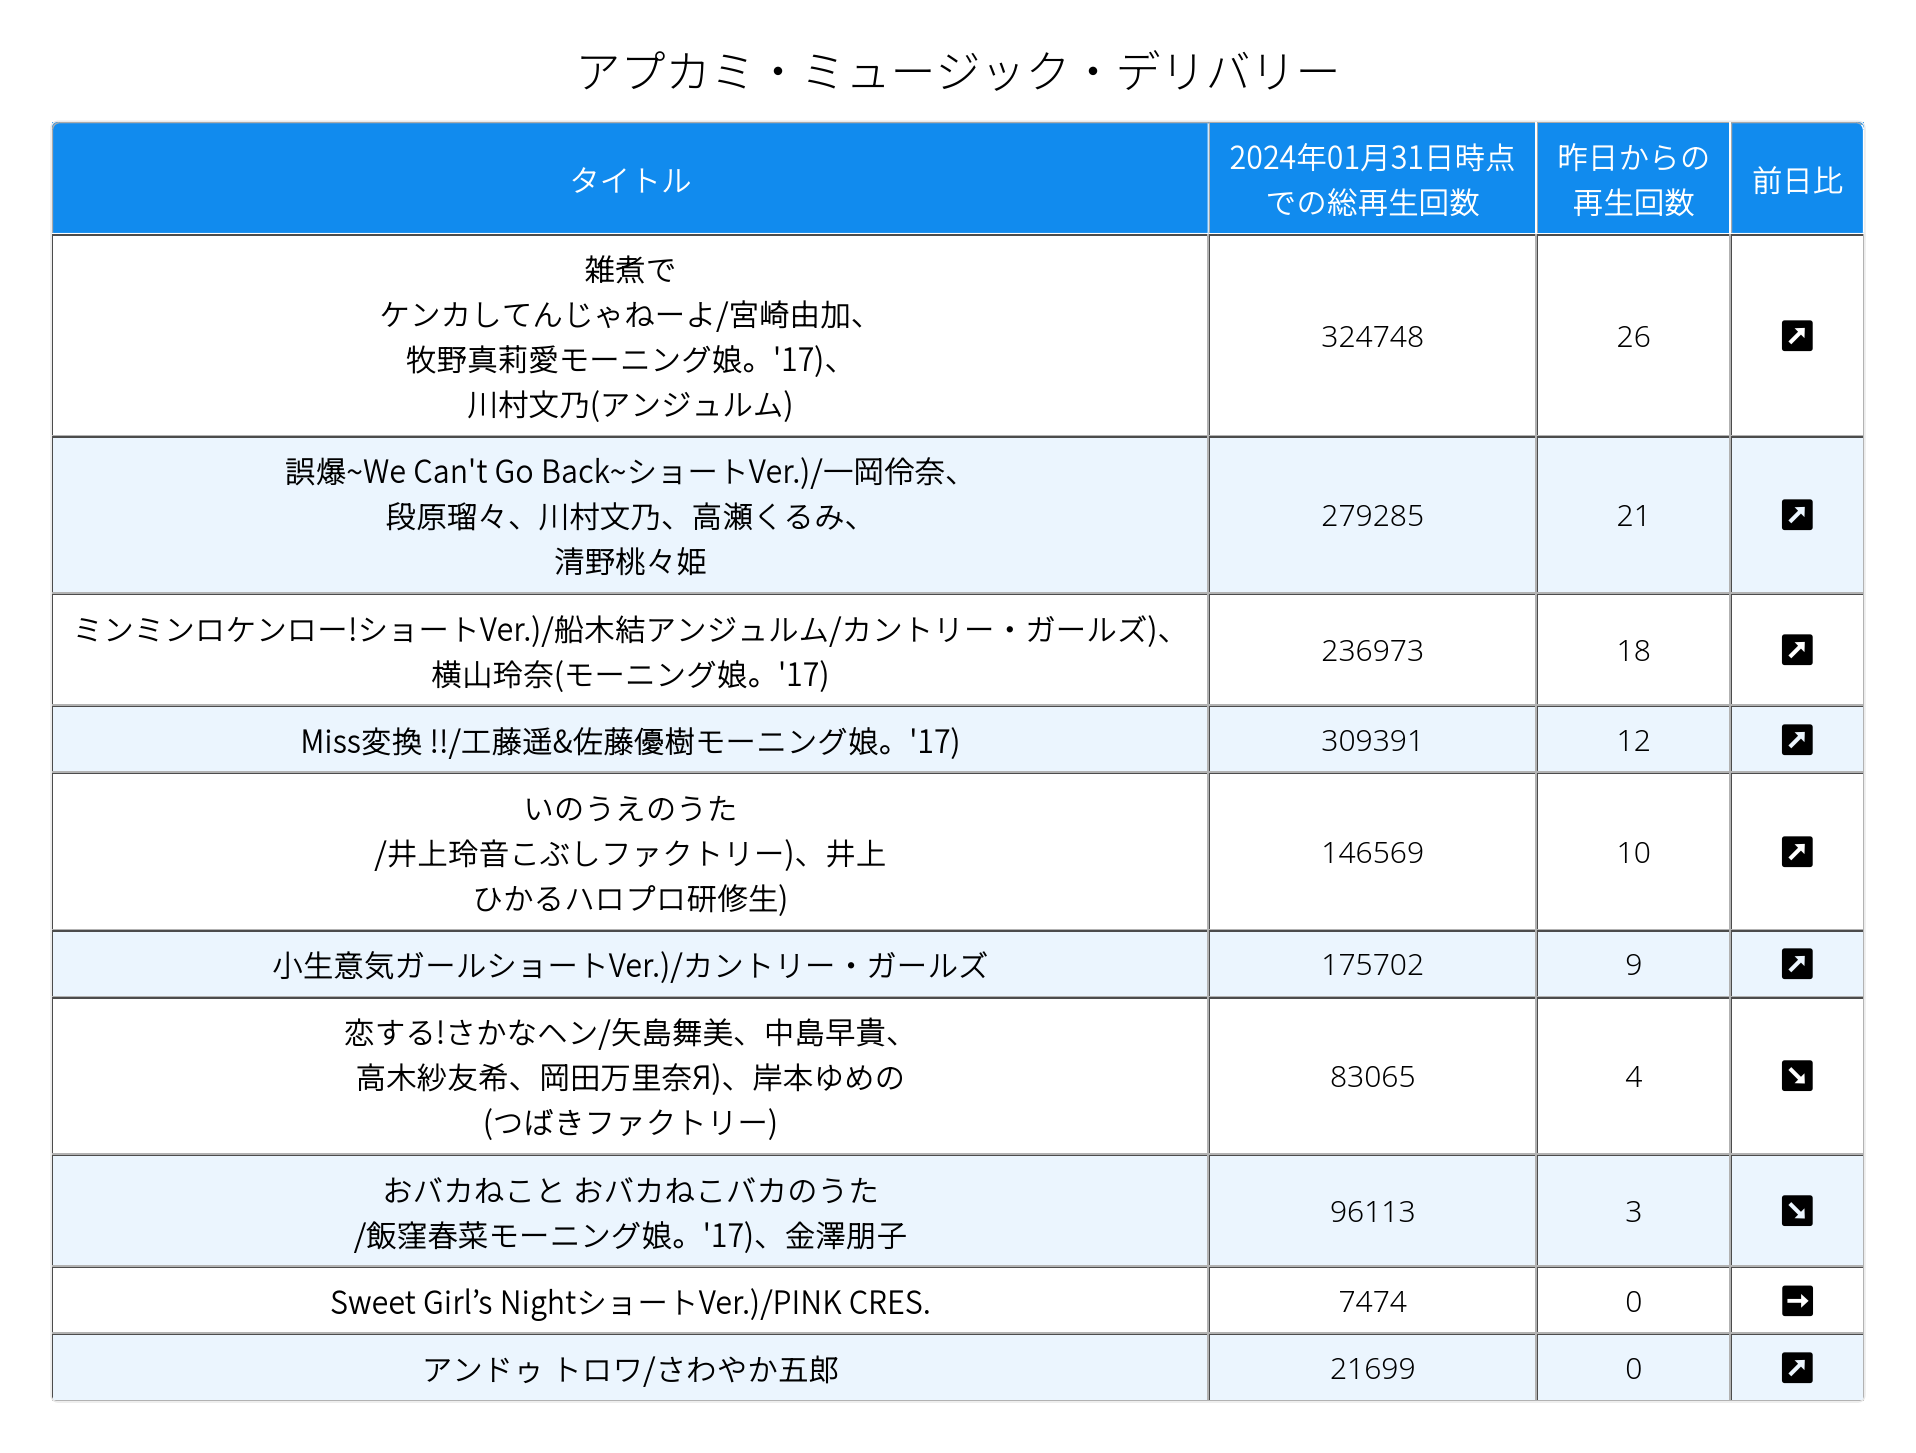 アプカミ・ミュージック・デリバリー
タイトル
2024年01月31日時点
での総再生回数
昨日からの
再生回数
前日比
雑煮で
ケンカしてんじゃねーよ/宮崎由加、
牧野真莉愛モーニング娘。'17)、
川村文乃(アンジュルム)
324748
26
誤爆~We Can't Go Back~ショートVer.)/一岡伶奈、
段原瑠々、川村文乃、高瀬くるみ、
清野桃々姫
279285
21
ミンミンロケンロー!ショートVer.)/船木結アンジュルム/カントリー・ガールズ)、
横山玲奈(モーニング娘。'17)
236973
18
Miss変換 !!/工藤遥&佐藤優樹モーニング娘。'17)
309391
12
いのうえのうた
/井上玲音こぶしファクトリー)、井上
ひかるハロプロ研修生)
146569
10
小生意気ガールショートVer.)/カントリー・ガールズ
175702
9
恋する!さかなヘン/矢島舞美、中島早貴、
高木紗友希、岡田万里奈Я)、岸本ゆめの
(つばきファクトリー)
83065
4
おバカねこと おバカねこバカのうた
/飯窪春菜モーニング娘。'17)、金澤朋子
96113
3
Sweet Girl’s NightショートVer.)/PINK CRES.
7474
0
アンドゥ トロワ/さわやか五郎
21699
0